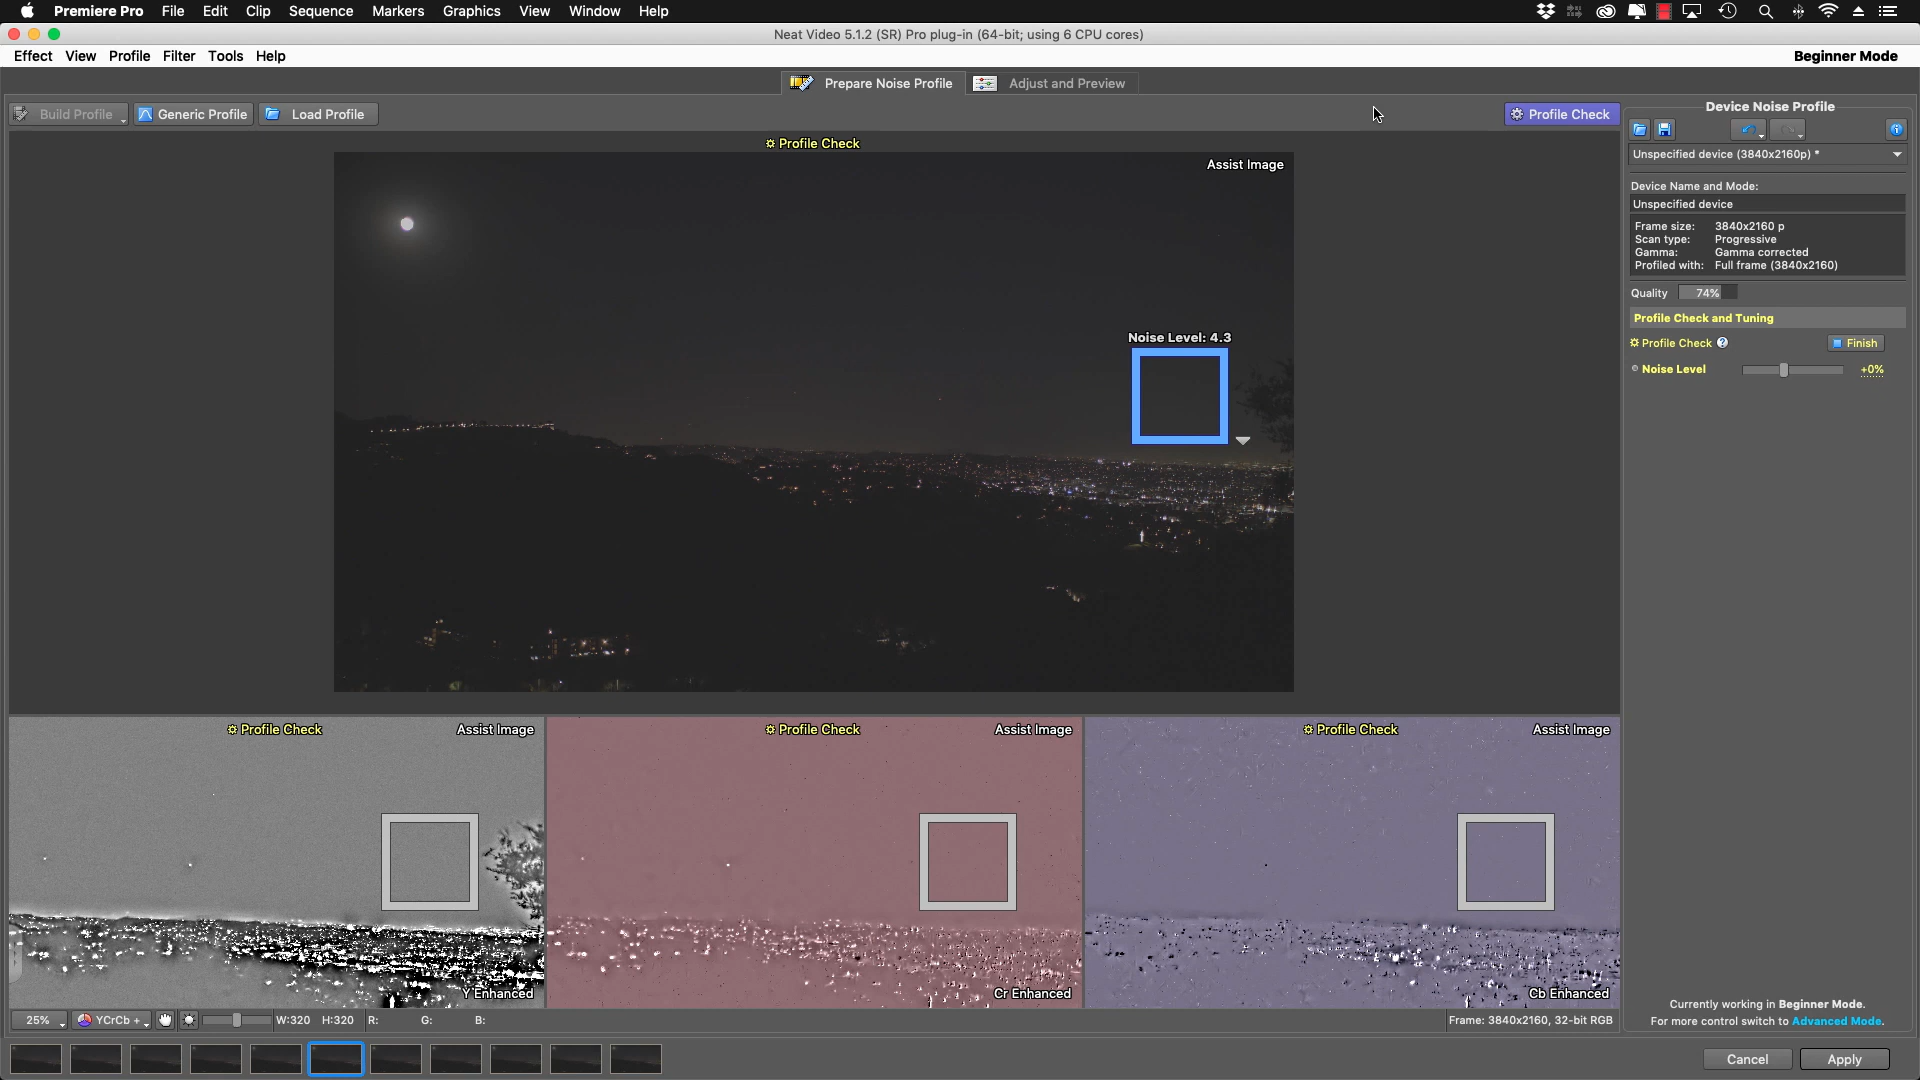 Premiere Pro File Edit Clip Sequence Markers Graphics View Window Help
Neat Video 5.1.2 (SR) Pro plug-in (64-bit; using 6 CPU cores)
Effect View Profile Filter Tools Help
Beginner Mode
Prepare Noise Profile
Adjust and Preview
Build Profile
Generic Profile
Load Profile
Profile Check
Profile Check
Assist Image
Noise Level: 4.3
Profile Check
Assist Image
Y Enhanced
Profile Check
Assist Image
Cr Enhanced
Profile Check
Assist Image
Cb Enhanced
Device Noise Profile
Unspecified device (3840x2160p) *
Device Name and Mode:
Unspecified device
Frame size: 3840x2160 p
Scan type: Progressive
Gamma: Gamma corrected
Profiled with: Full frame (3840x2160)
Quality 74%
Profile Check and Tuning
Profile Check ? Finish
Noise Level +0%
Currently working in Beginner Mode.
For more control switch to Advanced Mode.
25% YCrCb + W:320 H:320 R: G: B:
Frame: 3840x2160, 32-bit RGB
Cancel
Apply